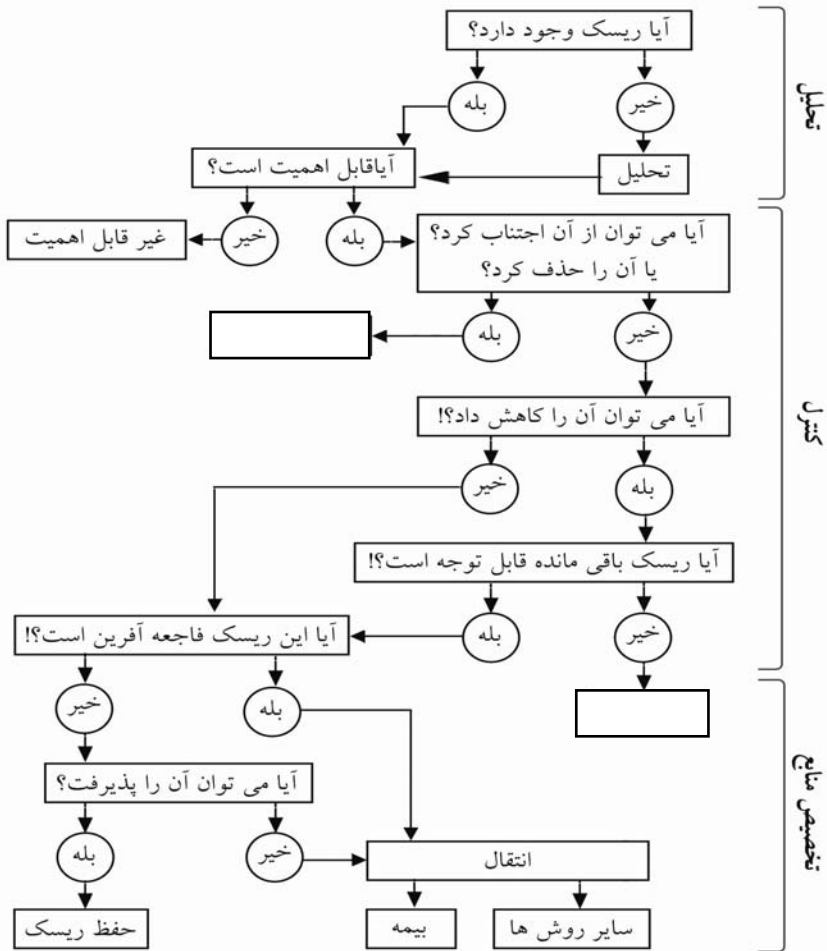 آیا ریسک وجود دارد؟
خیر
بله
تحلیل
تحلیل
آیاقابل اهمیت است؟
بله
خیر
غیر قابل اهمیت
آیا می توان از آن اجتناب کرد؟
یا آن را حذف کرد؟
خیر
بله
آیا می توان آن را کاهش داد؟!
کنترل
بله
خیر
آیا ریسک باقی مانده قابل توجه است؟!
خیر
بله
آیا این ریسک فاجعه آفرین است؟!
بله
خیر
آیا می توان آن را پذیرفت؟
تخصیص منابع
خیر
بله
انتقال
سایر روش ها
بیمه
حفظ ریسک